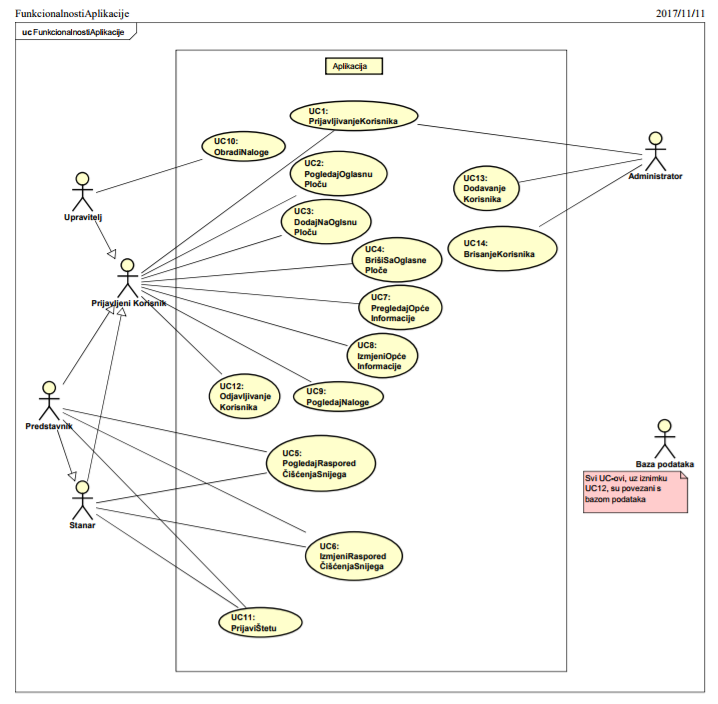 FunkcionalnostiAplikacije
2017/11/11
uc FunkcionalnostiAplikacije
Aplikacija
UC1:
PrijavljivanjeKorisnika
UC10:
ObradiNaloge
UC2:
PogledajOglasnu
Ploču
UC13:
Dodavanje
Korisnika
Administrator
Upravitelj
UC3:
DodajNaOglsnu
Ploču
UC4:
BrišiSaOglasne
Ploče
UC14:
BrisanjeKorisnika
Prijavljeni Korisnik
UC7:
PregledajOpće
Informacije
UC8:
IzmjeniOpće
Informacije
UC12:
Odjavljivanje
Korisnika
UC9:
PogledajNaloge
Predstavnik
UC5:
PogledajRaspored
ČišćenjaSnijega
Baza podataka
Svi UC-ovi, uz iznimku
UC12, su povezani s
bazom podataka
Stanar
UC6:
IzmjeniRaspored
ČišćenjaSnijega
UC11:
PrijaviŠtetu